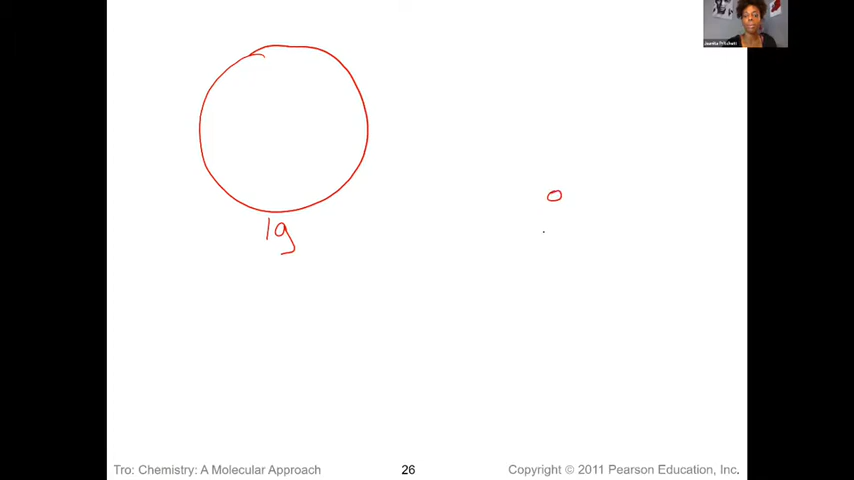 1g
Tro: Chemistry: A Molecular Approach
26
Copyright © 2011 Pearson Education, Inc.